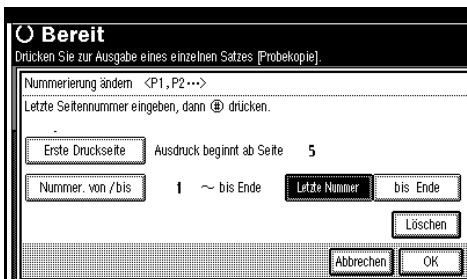 Bereit
Drücken Sie zur Ausgabe eines einzelnen Satzes [Probekopie].
Nummerierung ändern <P1, P2···>
Letzte Seitennummer eingeben, dann ⊕ drücken.
Erste Druckseite Ausdruck beginnt ab Seite 5
Nummer. von /bis 1 ~ bis Ende Letzte Nummer bis Ende
Löschen
Abbrechen OK